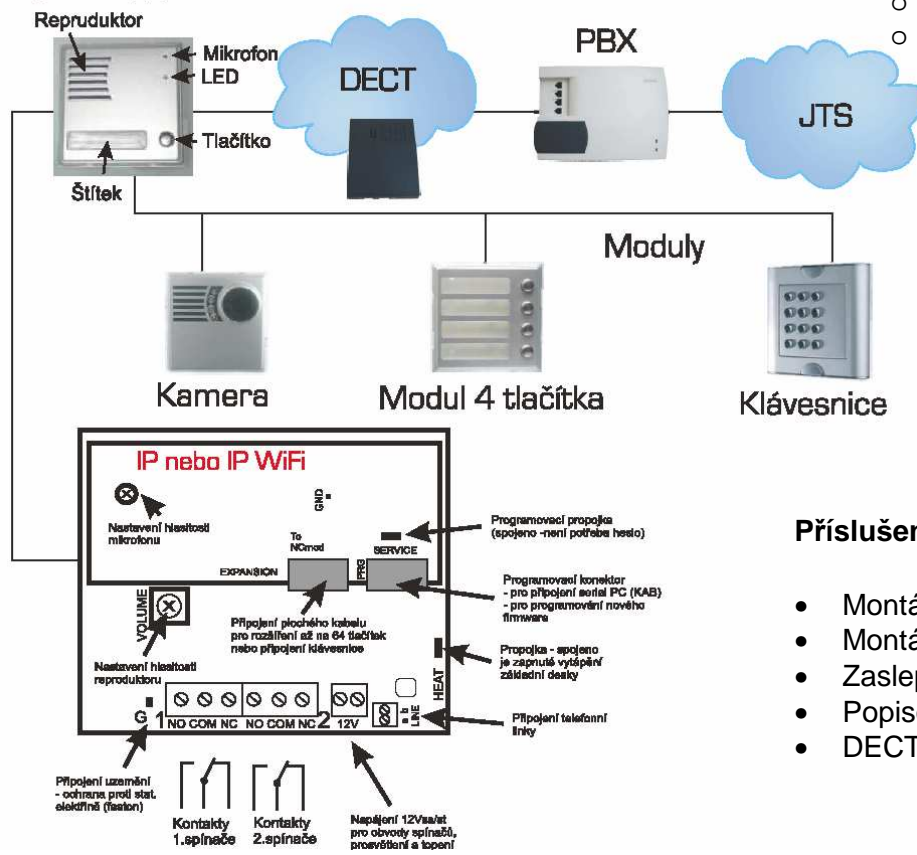 Repruduktor
Mikrofon
LED
Tlačítko
Štítek
DECT
PBX
JTS
Moduly
Kamera
Modul 4 tlačítka
Klávesnice
IP nebo IP WiFi
Nastavení hlasitosti
mikrofonu
GND
To
NCmod
EXPANSION
PRG
SERVICE
Programovací propojka
(spojeno -není potřeba heslo)
Programovací konektor
- pro připojení serial PC (KAB)
- pro programování nového
firmware
Připojení plochého kabelu
pro rozšíření až na 64 tlačítek
nebo připojení klávesnice
VOLUME
Nastavení hlasitosti
reproduktoru
Propojka - spojeno
je zapnuté vytápění
základní desky
HEAT
G 1 NO COM NC NO COM NC 2 12V
a b
LINE
Připojení telefonní
linky
Připojení uzemnění
- ochrana proti stat.
elektřině (faston)
Kontakty
1.spínače
Kontakty
2.spínače
Napájení 12Vss/st
pro obvody spínačů,
prosvětlení a topení
Příslušen
• Montá
• Montá
• Zaslep
• Popis
• DECT